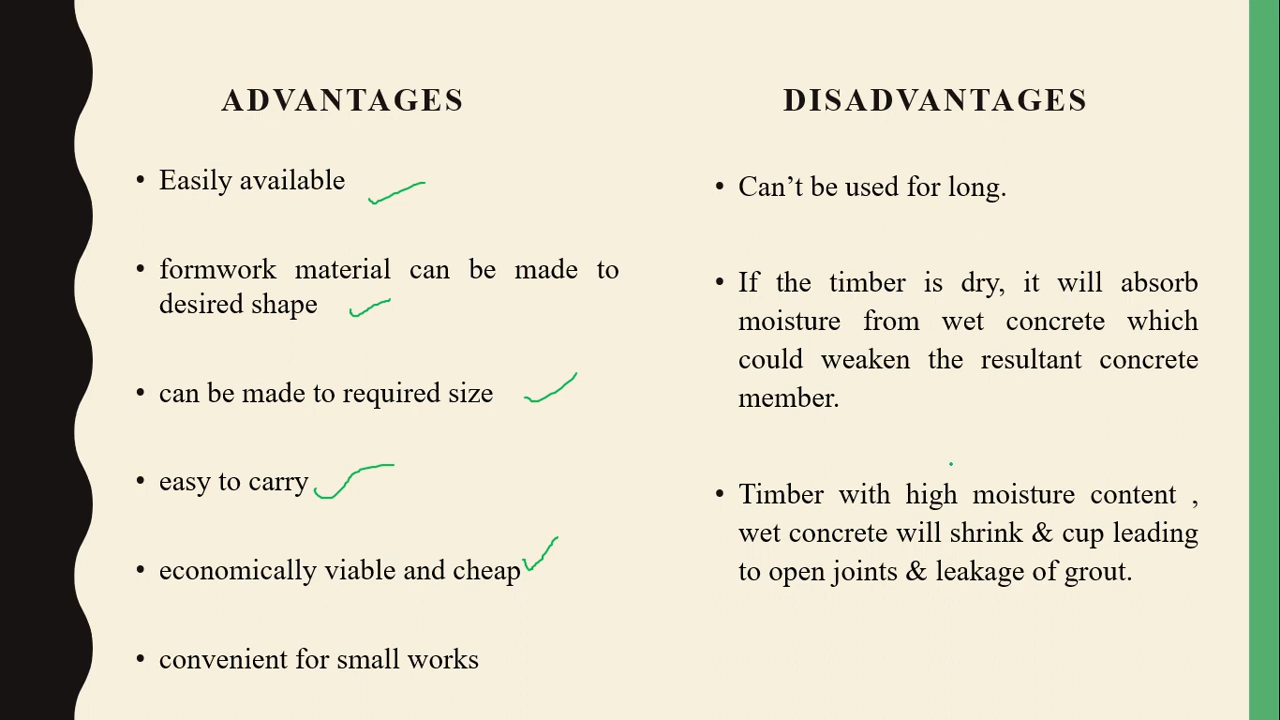 ADVANTAGES
• Easily available
• formwork material can be made to
desired shape
• can be made to required size
• easy to carry
• economically viable and cheap
• convenient for small works
DISADVANTAGES
• Can’t be used for long.
• If the timber is dry, it will absorb
moisture from wet concrete which
could weaken the resultant concrete
member.
• Timber with high moisture content ,
wet concrete will shrink & cup leading
to open joints & leakage of grout.